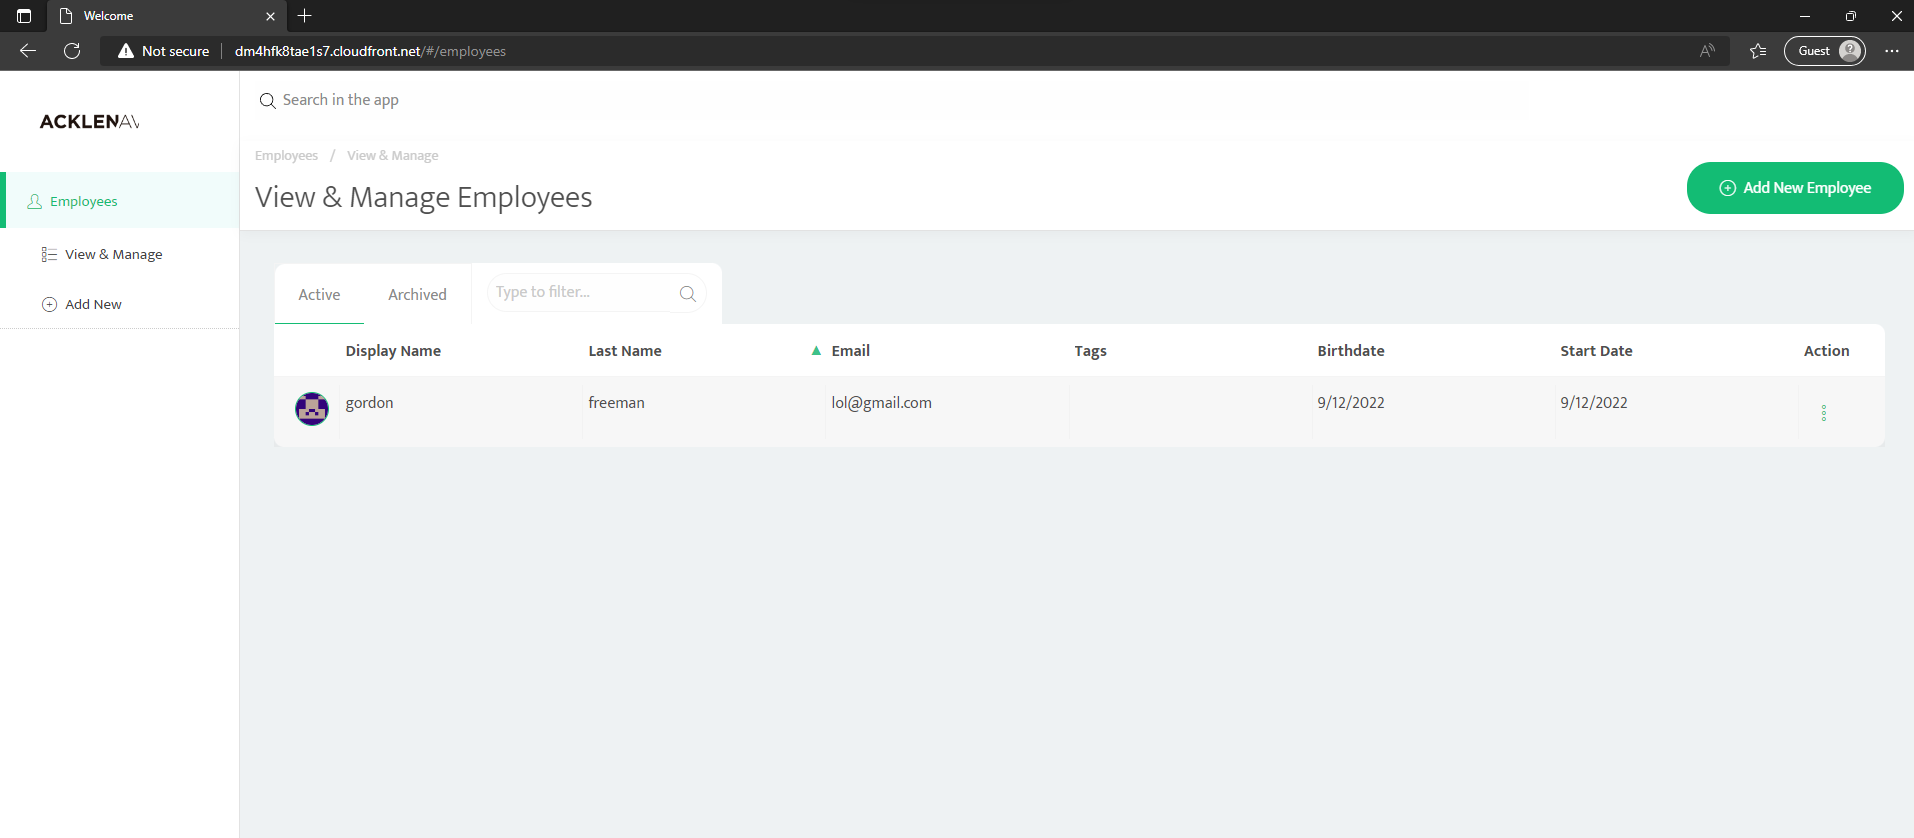 Welcome
Not secure
dm4hfk8tae1s7.cloudfront.net/#/employees
Guest
ACKLENAV
Search in the app
Employees / View & Manage
View & Manage Employees
Add New Employee
Employees
View & Manage
Add New
Active Archived Type to filter...
Display Name Last Name ▲ Email Tags Birthdate Start Date Action
gordon freeman lol@gmail.com 9/12/2022 9/12/2022